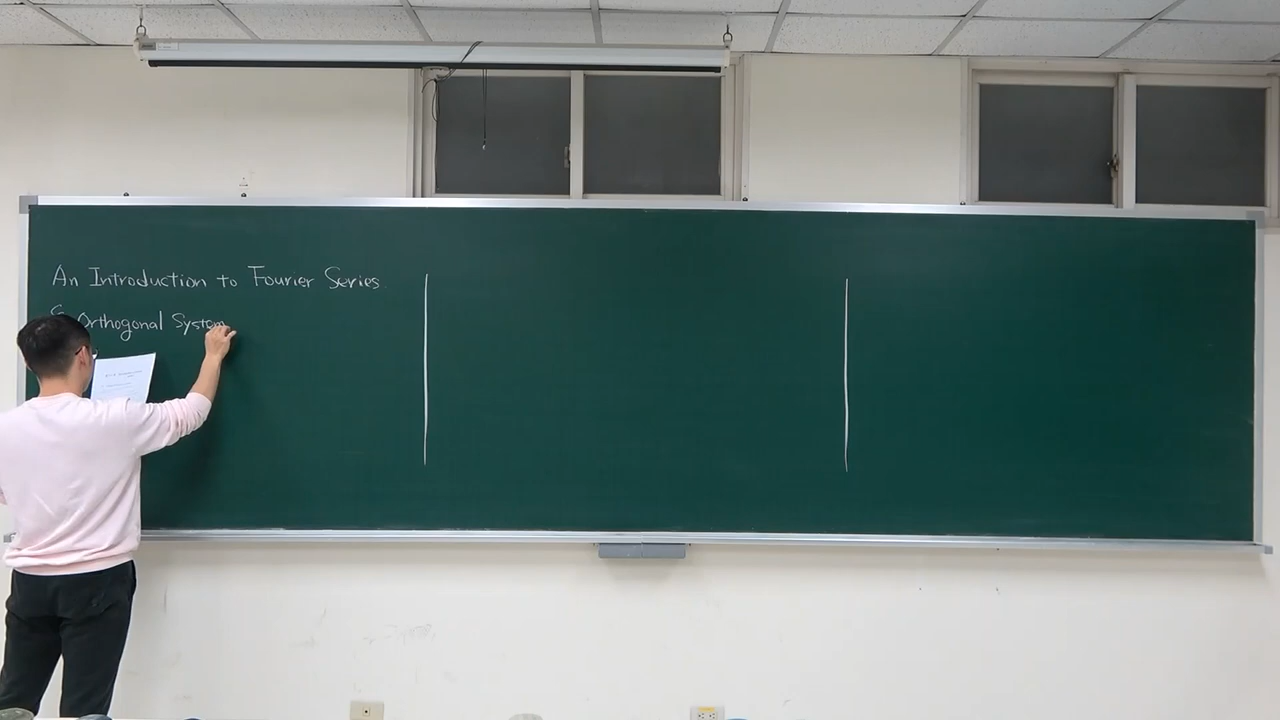 An Introduction to Fourier Series.
§ Orthogonal System